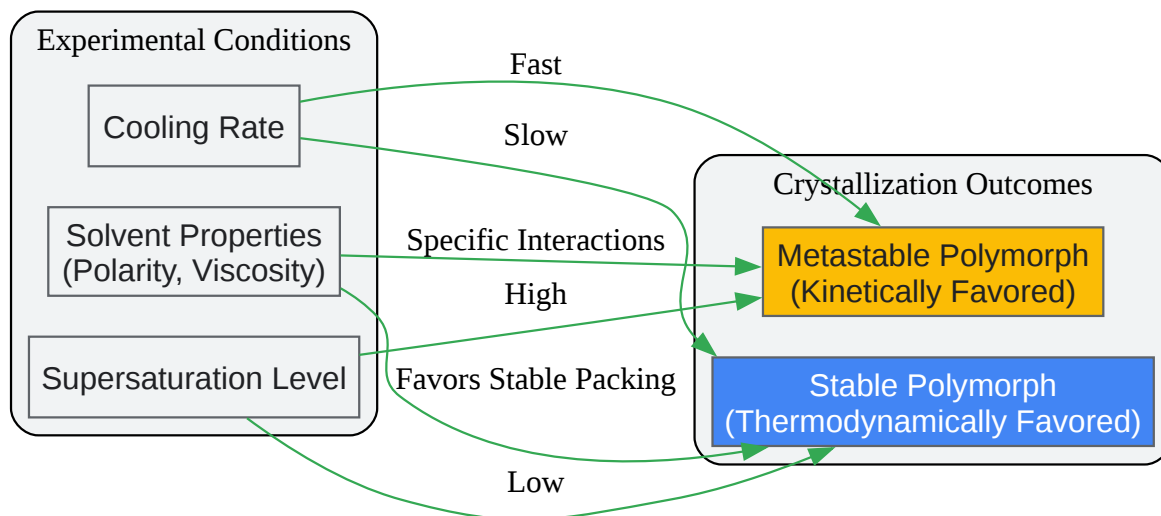 Experimental Conditions
Cooling Rate
Solvent Properties
(Polarity, Viscosity)
Supersaturation Level
Fast
Slow
Specific Interactions
High
Favors Stable Packing
Low
Crystallization Outcomes
Metastable Polymorph
(Kinetically Favored)
Stable Polymorph
(Thermodynamically Favored)